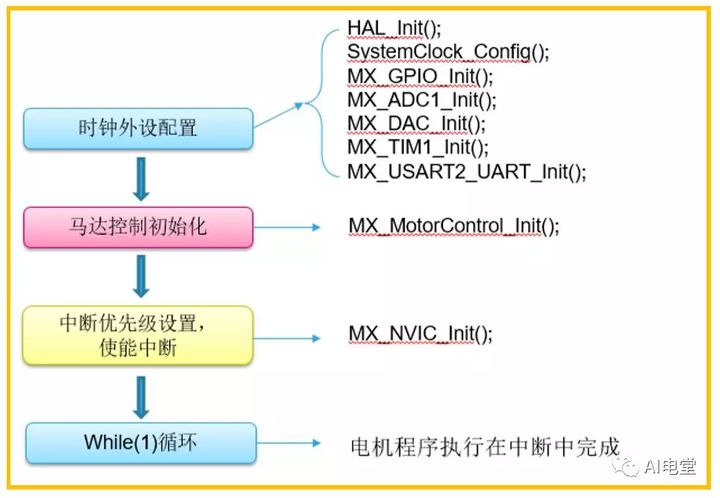 HAL_Init();
SystemClock_Config();
MX_GPIO_Init();
MX_ADC1_Init();
MX_DAC_Init();
MX_TIM1_Init();
MX_USART2_UART_Init();
时钟外设配置
马达控制初始化
MX_MotorControl_Init();
中断优先级设置，
使能中断
MX_NVIC_Init();
While(1)循环
电机程序执行在中断中完成
AI电堂